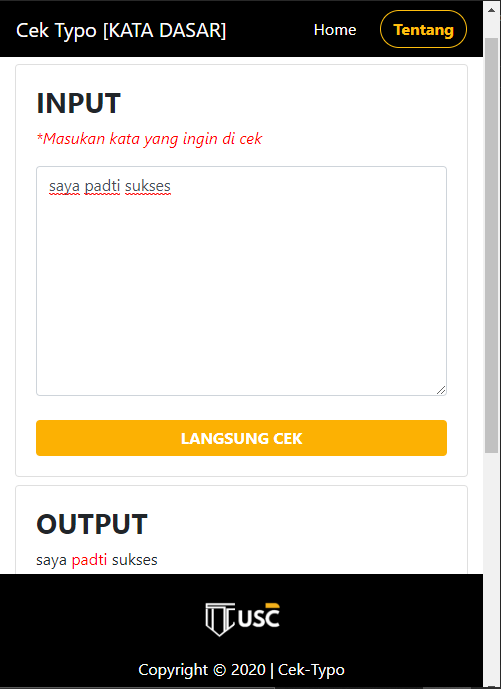 Cek Typo [KATA DASAR] Home Tentang
INPUT
*Masukan kata yang ingin di cek
saya padti sukses
LANGSUNG CEK
OUTPUT
saya padti sukses
USC
Copyright © 2020 | Cek-Typo